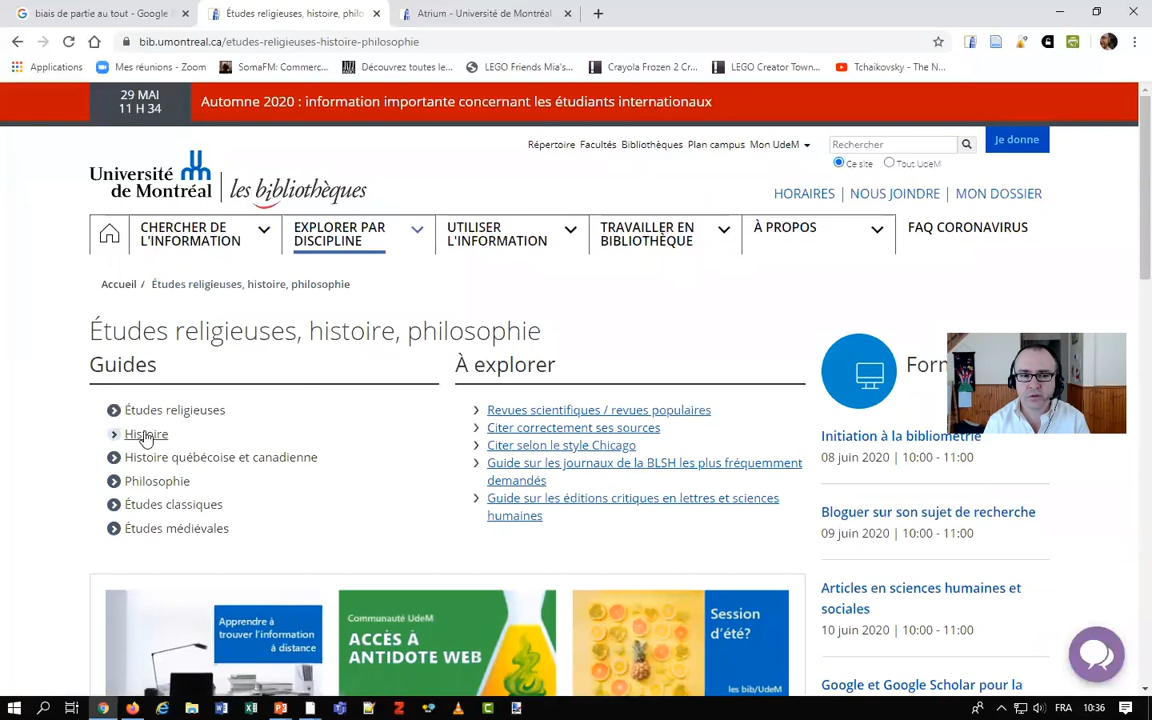 biais de partie au tout - Google
Études religieuses, histoire, philo
Atrium - Université de Montréal
bib.umontreal.ca/etudes-religieuses-histoire-philosophie
Applications
Mes réunions - Zoom
SomaFM: Commerc...
Découvrez toutes le...
LEGO Friends Mia's...
Crayola Frozen 2 Cr...
LEGO Creator Town...
Tchaikovsky - The N...
29 MAI
11 H 34
Automne 2020 : information importante concernant les étudiants internationaux
Répertoire Facultés Bibliothèques Plan campus Mon UdeM
Rechercher
Je donne
Ce site Tout UdeM
Université de Montréal
les bibliothèques
HORAIRES | NOUS JOINDRE | MON DOSSIER
CHERCHER DE L'INFORMATION
EXPLORER PAR DISCIPLINE
UTILISER L'INFORMATION
TRAVAILLER EN BIBLIOTHÈQUE
À PROPOS
FAQ CORONAVIRUS
Accueil / Études religieuses, histoire, philosophie
Études religieuses, histoire, philosophie
Guides
Études religieuses
Histoire
Histoire québécoise et canadienne
Philosophie
Études classiques
Études médiévales
À explorer
Revues scientifiques / revues populaires
Citer correctement ses sources
Citer selon le style Chicago
Guide sur les journaux de la BLSH les plus fréquemment
demandés
Guide sur les éditions critiques en lettres et sciences
humaines
Form
Initiation à la bibliométrie
08 juin 2020 | 10:00 - 11:00
Bloguer sur son sujet de recherche
09 juin 2020 | 10:00 - 11:00
Articles en sciences humaines et
sociales
10 juin 2020 | 10:00 - 11:00
Google et Google Scholar pour la
Apprendre à
trouver l'information
à distance
Communauté UdeM
ACCÈS À
ANTIDOTE WEB
Session
d'été?
les bib/UdeM
FRA
10:36